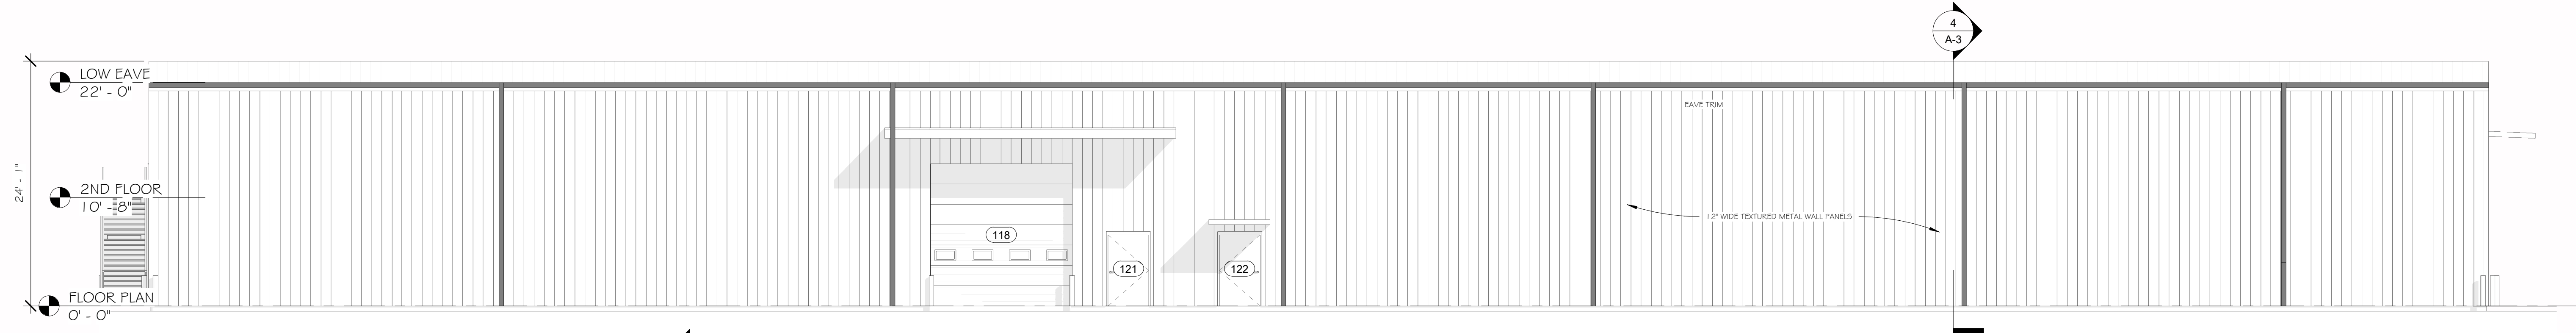 4
A-3
LOW EAVE
22' - 0"
EAVE TRIM
24' - 1"
2ND FLOOR
10' - 8"
12" WIDE TEXTURED METAL WALL PANELS
118
121
122
FLOOR PLAN
0' - 0"